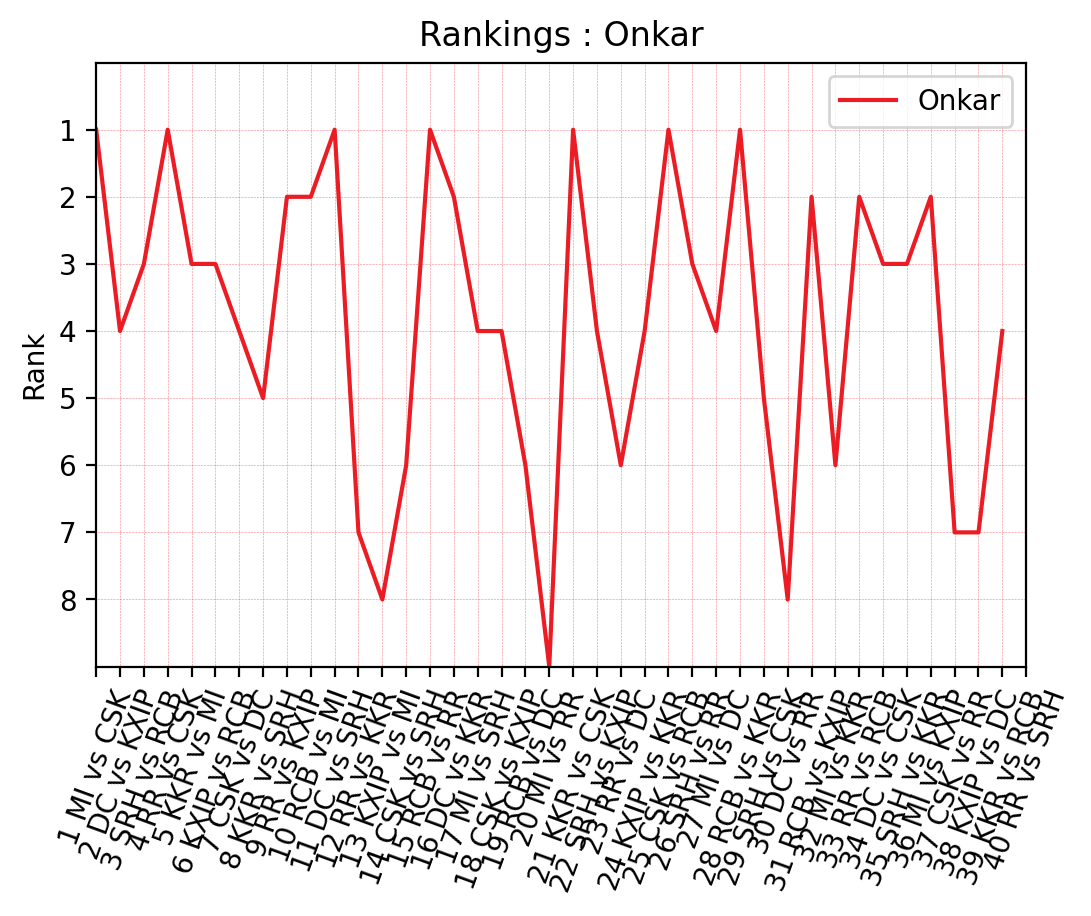 Rankings : Onkar
Onkar
Rank
1
2
3
4
5
6
7
8
1 MI vs CSK
2 DC vs KXIP
3 SRH vs RCB
4 RR vs CSK
5 KKR vs MI
6 KXIP vs RCB
7 CSK vs DC
8 KKR vs SRH
9 RR vs KXIP
10 RCB vs MI
11 DC vs SRH
12 RR vs KKR
13 KXIP vs MI
14 CSK vs SRH
15 RCB vs RR
16 DC vs KKR
17 MI vs SRH
18 CSK vs KXIP
19 RCB vs DC
20 MI vs RR
21 KKR vs CSK
22 SRH vs KXIP
23 RR vs DC
24 KXIP vs KKR
25 CSK vs RCB
26 SRH vs RR
27 MI vs DC
28 RCB vs KKR
29 SRH vs CSK
30 DC vs RR
31 RCB vs KXIP
32 MI vs KKR
33 RR vs RCB
34 DC vs CSK
35 SRH vs KKR
36 MI vs KXIP
37 CSK vs RR
38 KXIP vs DC
39 KKR vs RCB
40 RR vs SRH